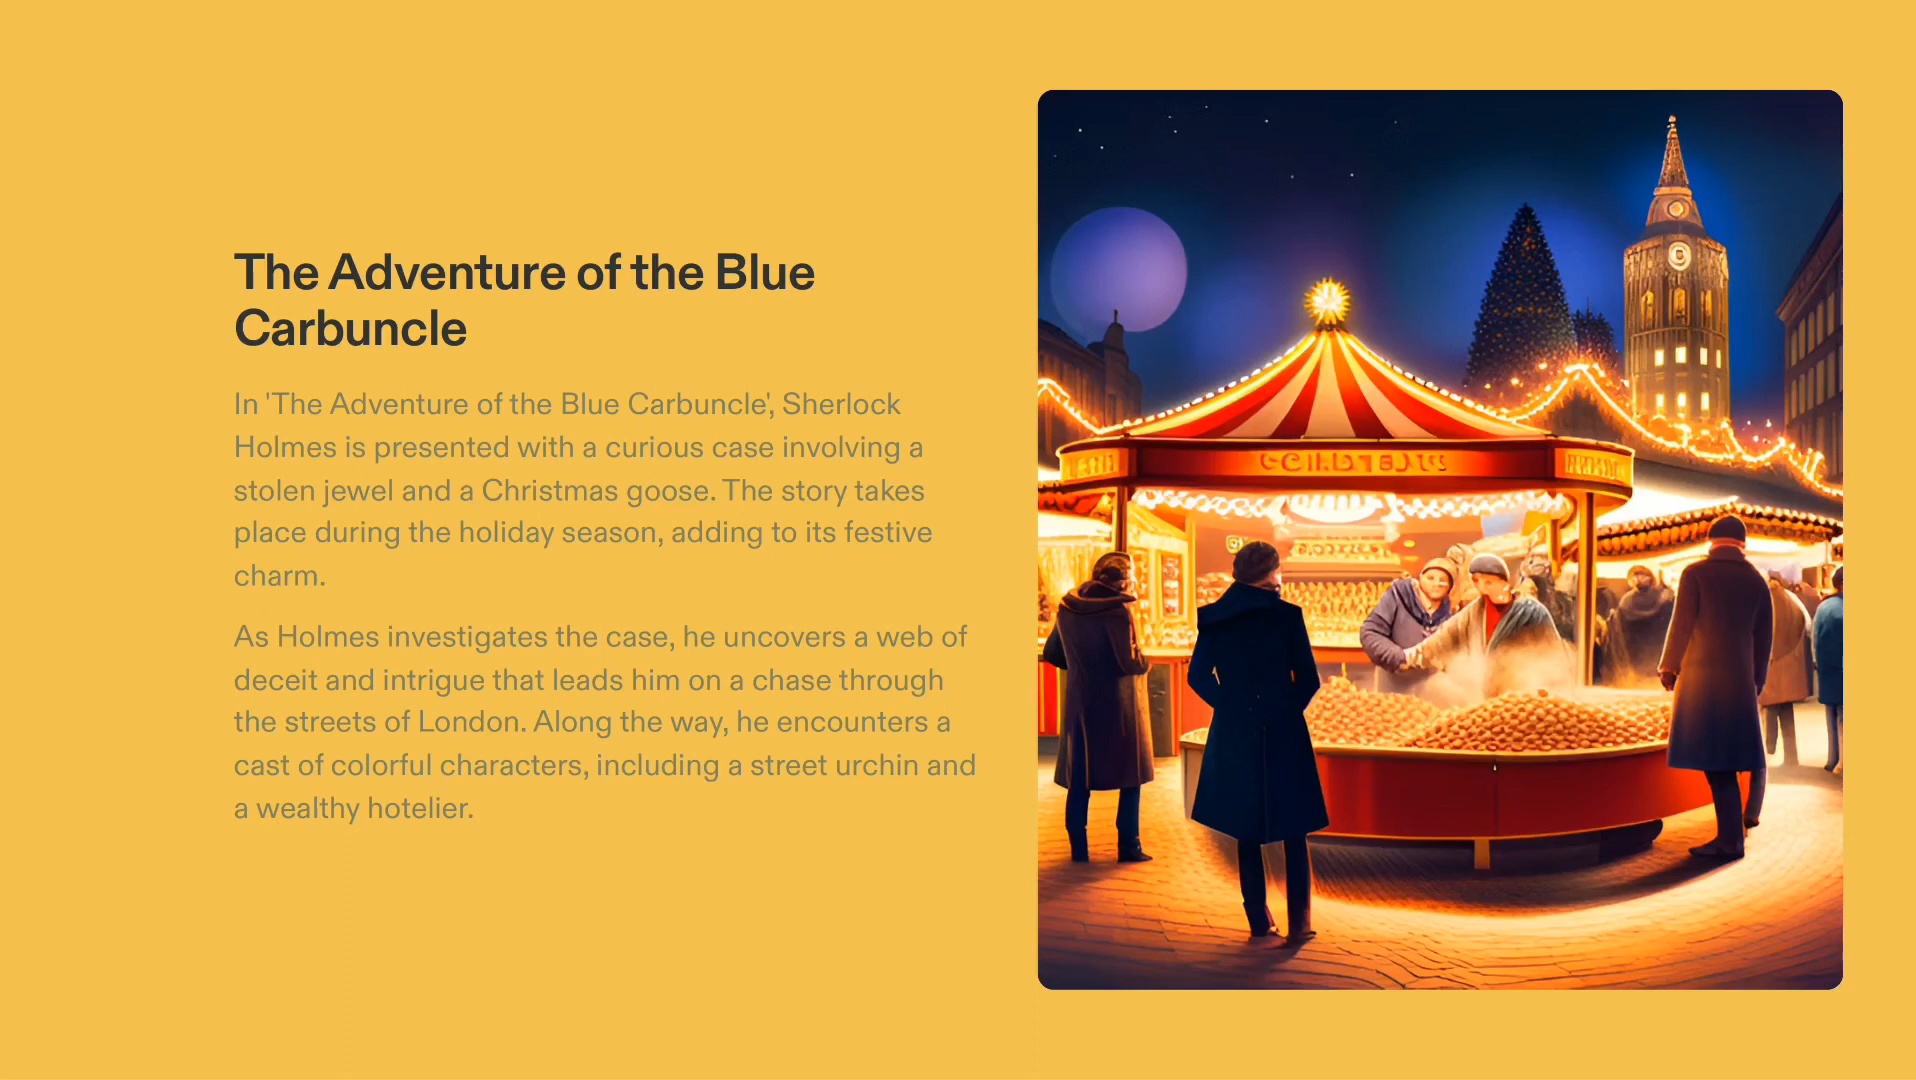 The Adventure of the Blue
Carbuncle
In 'The Adventure of the Blue Carbuncle', Sherlock
Holmes is presented with a curious case involving a
stolen jewel and a Christmas goose. The story takes
place during the holiday season, adding to its festive
charm.
As Holmes investigates the case, he uncovers a web of
deceit and intrigue that leads him on a chase through
the streets of London. Along the way, he encounters a
cast of colorful characters, including a street urchin and
a wealthy hotelier.